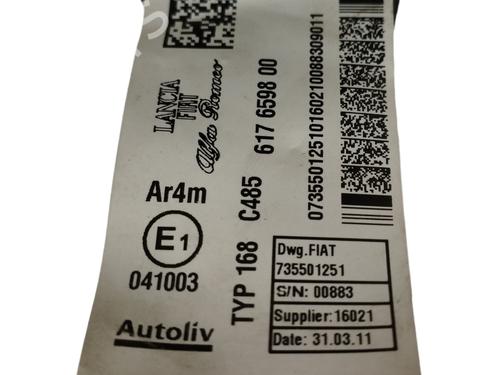 LANCIA
FIAT
Alfa Romeo
Ar4m
E1
041003
Autoliv
TYP 168 C485 617 6598 00
07355012510160210088309011
Dwg.FIAT
735501251
S/N: 00883
Supplier:16021
Date: 31.03.11